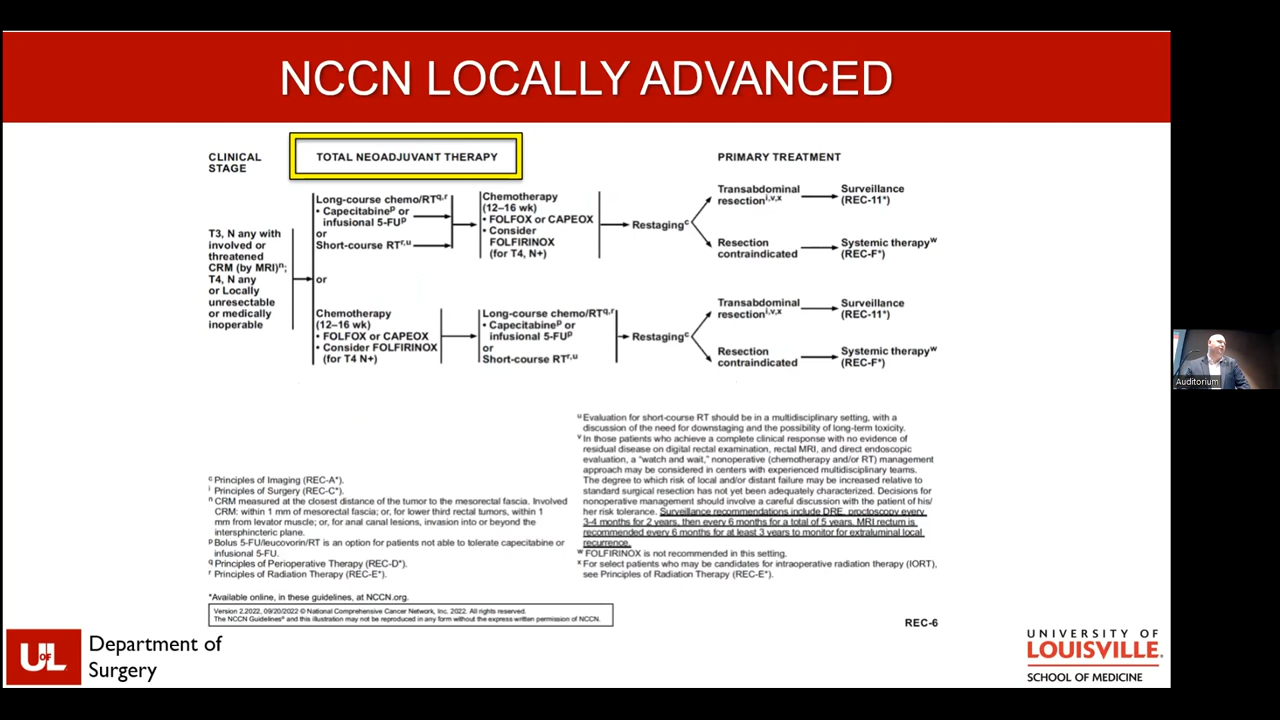 NCCN LOCALLY ADVANCED
CLINICAL
STAGE
TOTAL NEOADJUVANT THERAPY
PRIMARY TREATMENT
T3, N any with
involved or
threatened
CRM (by MRI)ⁿ;
T4, N any
or Locally
unresectable
or medically
inoperable
Long-course chemo/RTq,r
• Capecitabineᵖ or
infusional 5-FUᵖ
or
Short-course RTr,u
or
Chemotherapy
(12–16 wk)
• FOLFOX or CAPEOX
• Consider FOLFIRINOX
(for T4 N+)
Chemotherapy
(12–16 wk)
• FOLFOX or CAPEOX
• Consider
FOLFIRINOX
(for T4, N+)
Long-course chemo/RTq,r
• Capecitabineᵖ or
infusional 5-FUᵖ
or
Short-course RTr,u
Restagingᶜ
Transabdominal
resectioni,v,x
Surveillance
(REC-11*)
Resection
contraindicated
Systemic therapyʷ
(REC-F*)
Restagingᶜ
Transabdominal
resectioni,v,x
Surveillance
(REC-11*)
Resection
contraindicated
Systemic therapyʷ
(REC-F*)
c Principles of Imaging (REC-A*).
i Principles of Surgery (REC-C*).
n CRM measured at the closest distance of the tumor to the mesorectal fascia. Involved
CRM: within 1 mm of mesorectal fascia; or, for lower third rectal tumors, within 1
mm from levator muscle; or, for anal canal lesions, invasion into or beyond the
intersphincteric plane.
p Bolus 5-FU/leucovorin/RT is an option for patients not able to tolerate capecitabine or
infusional 5-FU.
q Principles of Perioperative Therapy (REC-D*).
r Principles of Radiation Therapy (REC-E*).
u Evaluation for short-course RT should be in a multidisciplinary setting, with a
discussion of the need for downstaging and the possibility of long-term toxicity.
v In those patients who achieve a complete clinical response with no evidence of
residual disease on digital rectal examination, rectal MRI, and direct endoscopic
evaluation, a "watch and wait," nonoperative (chemotherapy and/or RT) management
approach may be considered in centers with experienced multidisciplinary teams.
The degree to which risk of local and/or distant failure may be increased relative to
standard surgical resection has not yet been adequately characterized. Decisions for
nonoperative management should involve a careful discussion with the patient of his/
her risk tolerance. Surveillance recommendations include DRE, proctoscopy every
3-4 months for 2 years, then every 6 months for a total of 5 years. MRI rectum is
recommended every 6 months for at least 3 years to monitor for extraluminal local
recurrence.
w FOLFIRINOX is not recommended in this setting.
x For select patients who may be candidates for intraoperative radiation therapy (IORT),
see Principles of Radiation Therapy (REC-E*).
*Available online, in these guidelines, at NCCN.org.
Version 2.2022, 09/20/2022 © National Comprehensive Cancer Network, Inc. 2022. All rights reserved.
The NCCN Guidelines® and this illustration may not be reproduced in any form without the express written permission of NCCN.
REC-6
UofL
Department of
Surgery
UNIVERSITY OF
LOUISVILLE.
SCHOOL OF MEDICINE
Auditorium